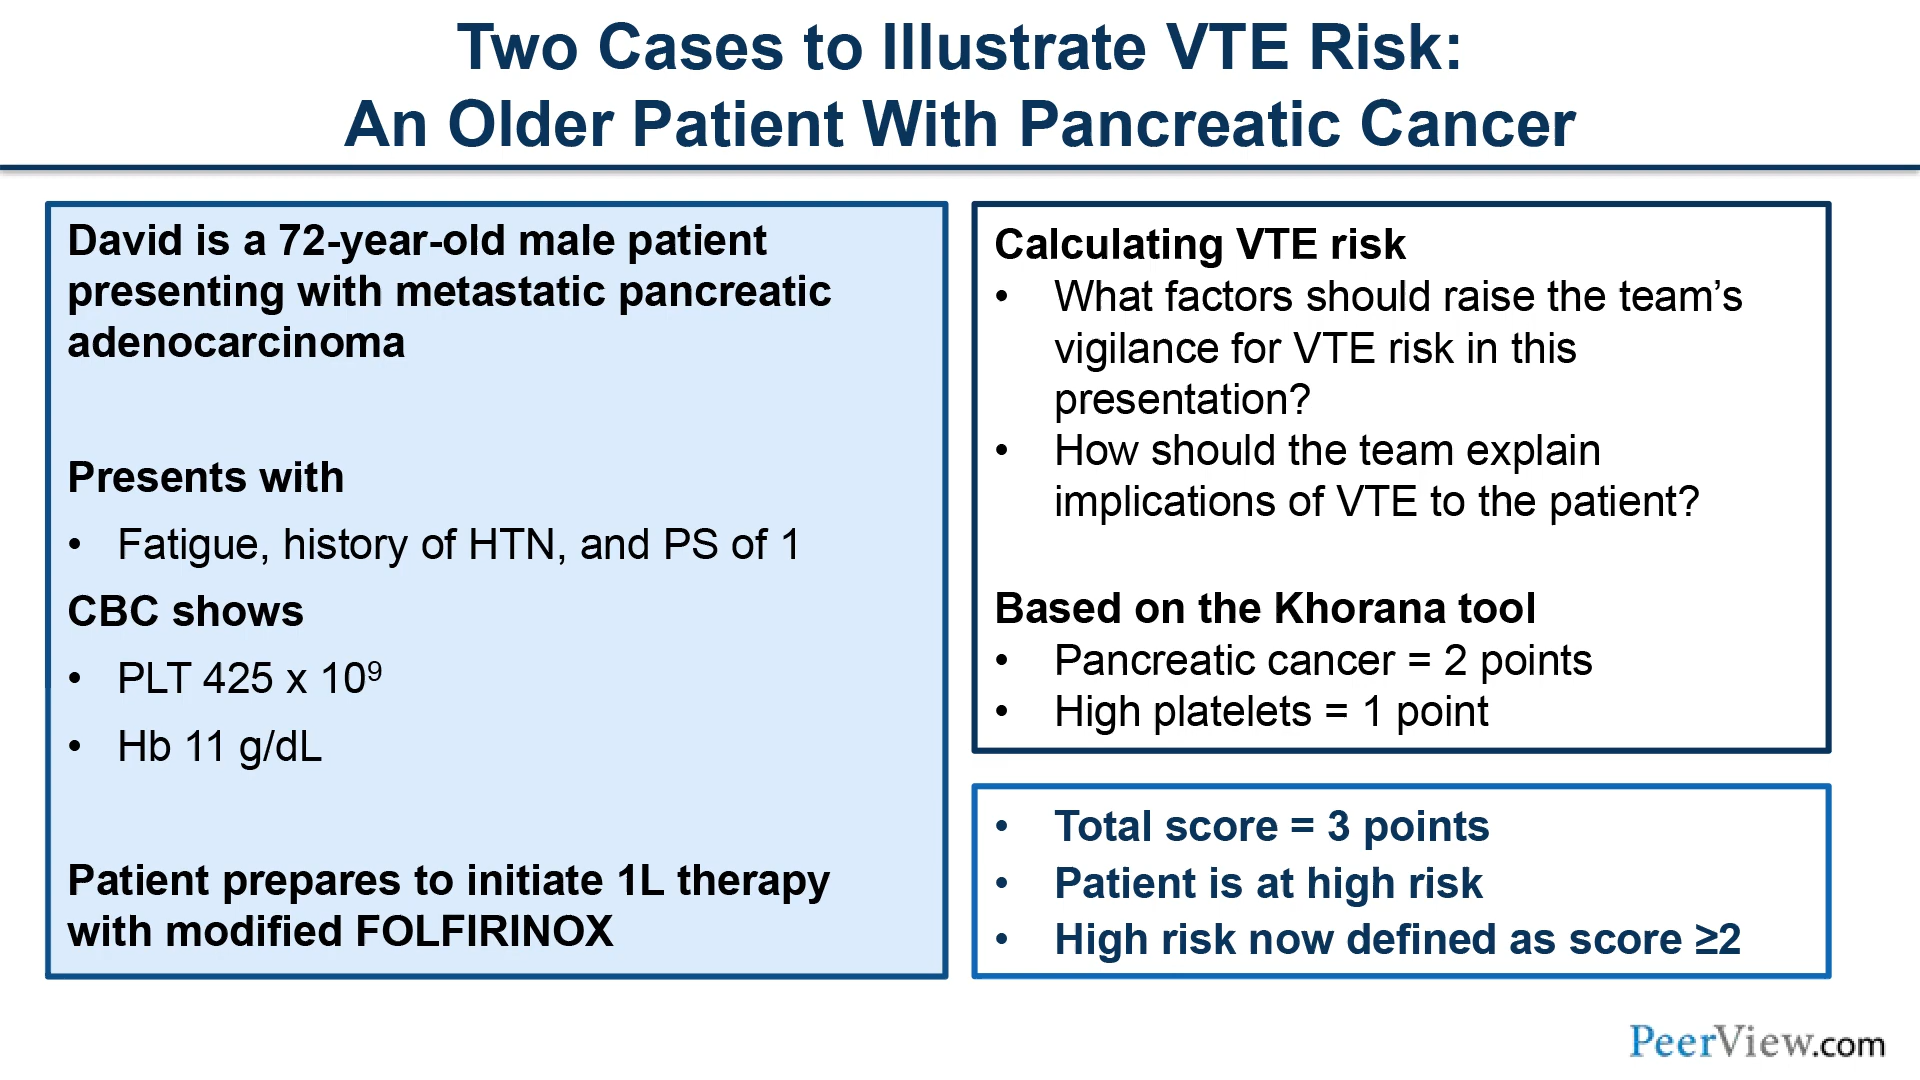 Two Cases to Illustrate VTE Risk:
An Older Patient With Pancreatic Cancer
David is a 72-year-old male patient
presenting with metastatic pancreatic
adenocarcinoma
Presents with
• Fatigue, history of HTN, and PS of 1
CBC shows
• PLT 425 x 10⁹
• Hb 11 g/dL
Patient prepares to initiate 1L therapy
with modified FOLFIRINOX
Calculating VTE risk
• What factors should raise the team’s
vigilance for VTE risk in this
presentation?
• How should the team explain
implications of VTE to the patient?
Based on the Khorana tool
• Pancreatic cancer = 2 points
• High platelets = 1 point
• Total score = 3 points
• Patient is at high risk
• High risk now defined as score ≥2
PeerView.com